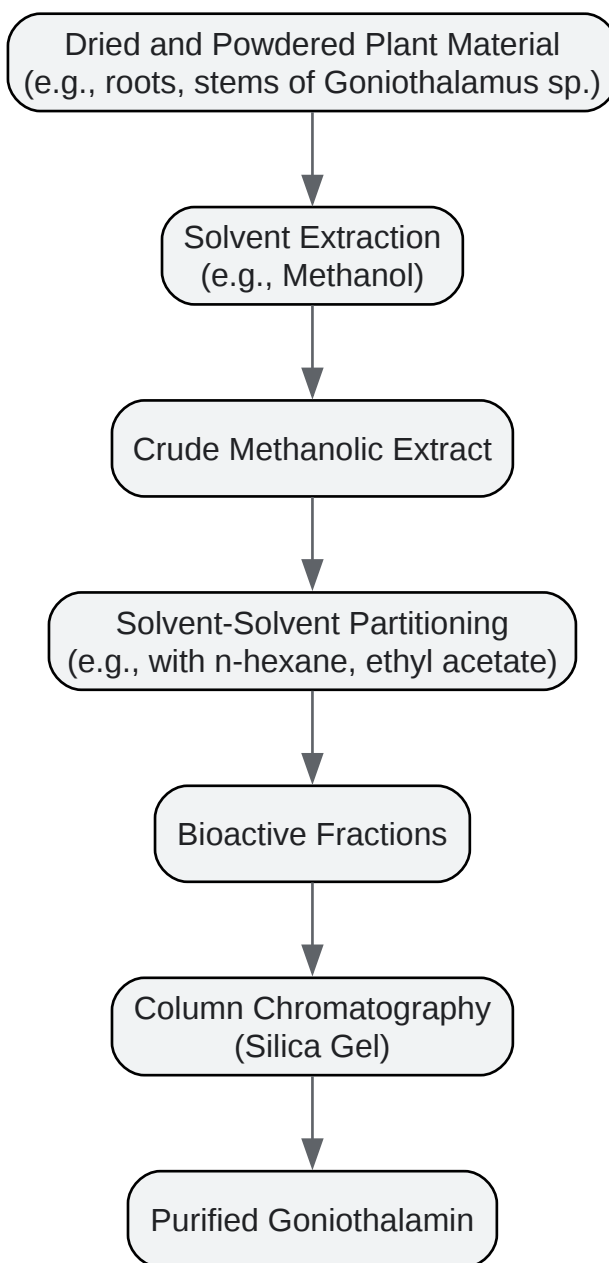 Dried and Powdered Plant Material
(e.g., roots, stems of Goniothalamus sp.)
Solvent Extraction
(e.g., Methanol)
Crude Methanolic Extract
Solvent-Solvent Partitioning
(e.g., with n-hexane, ethyl acetate)
Bioactive Fractions
Column Chromatography
(Silica Gel)
Purified Goniothalamin